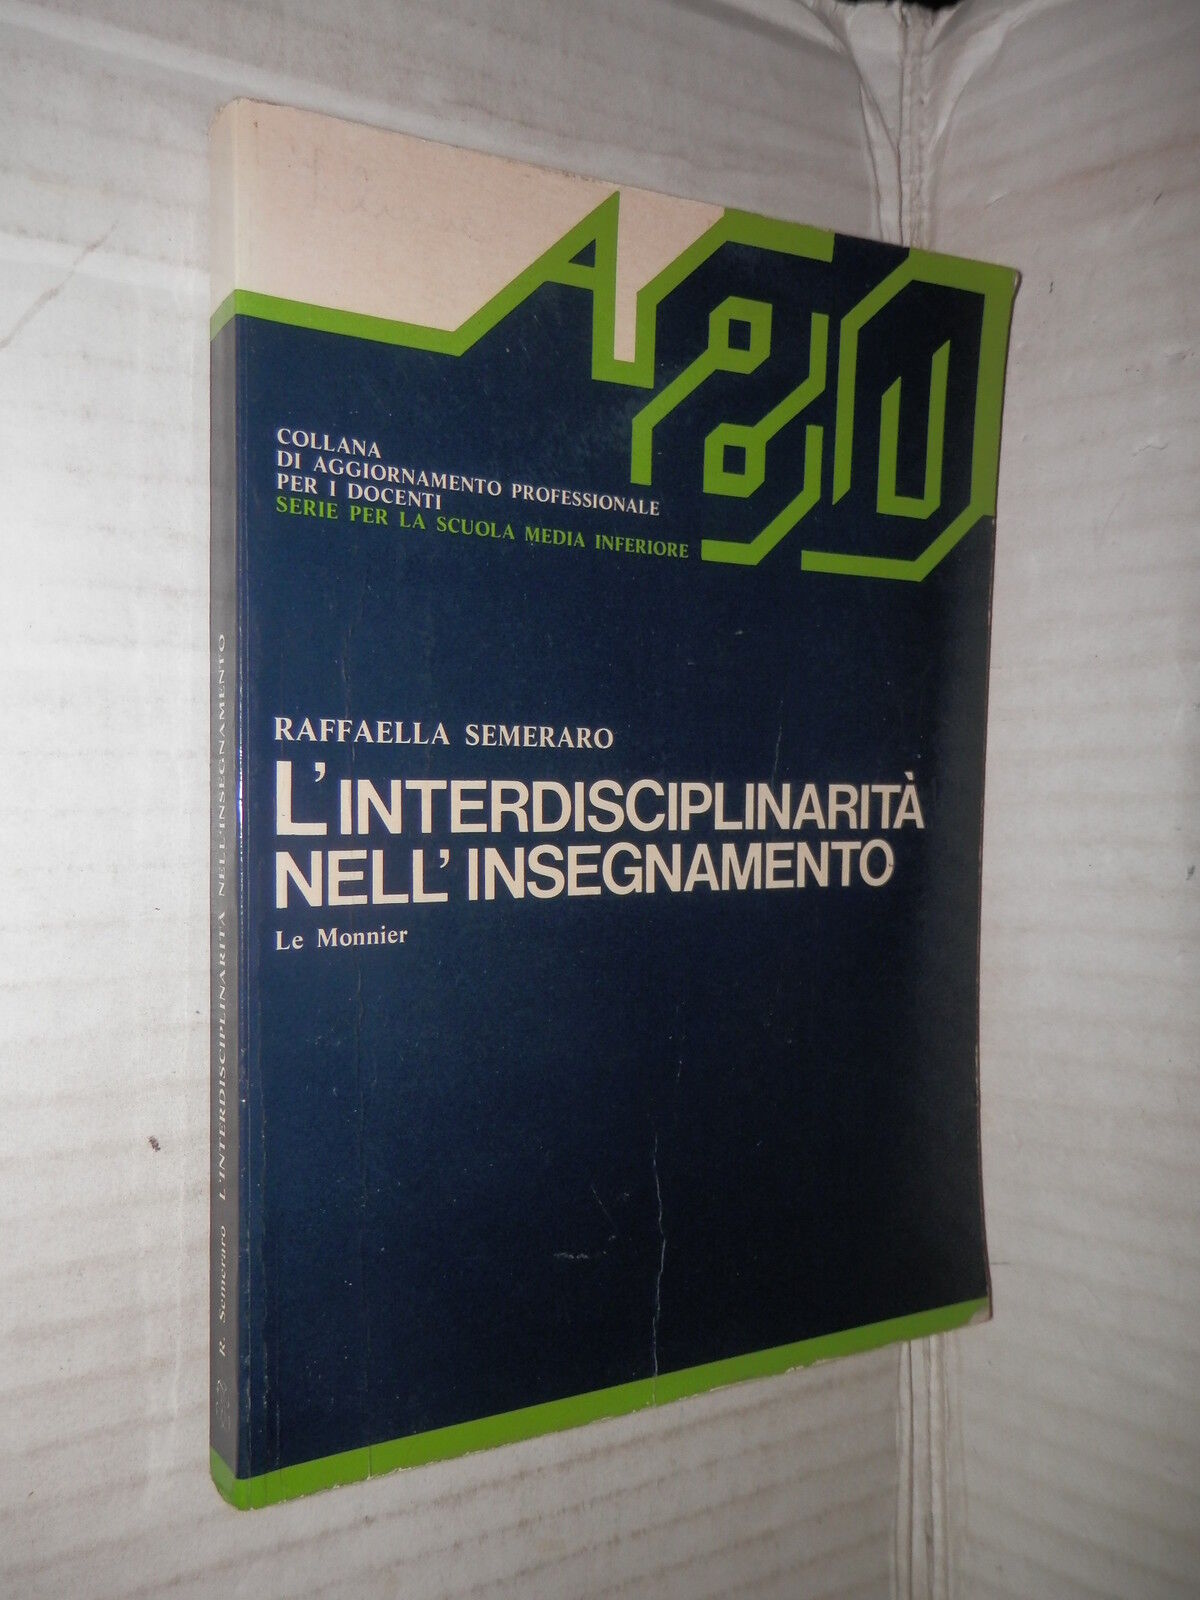 COLLANA
DI AGGIORNAMENTO PROFESSIONALE
PER I DOCENTI
SERIE PER LA SCUOLA MEDIA INFERIORE
RAFFAELLA SEMERARO
L'INTERDISCIPLINARITÀ
NELL'INSEGNAMENTO
Le Monnier
R. Semeraro L'INTERDISCIPLINARITÀ NELL'INSEGNAMENTO